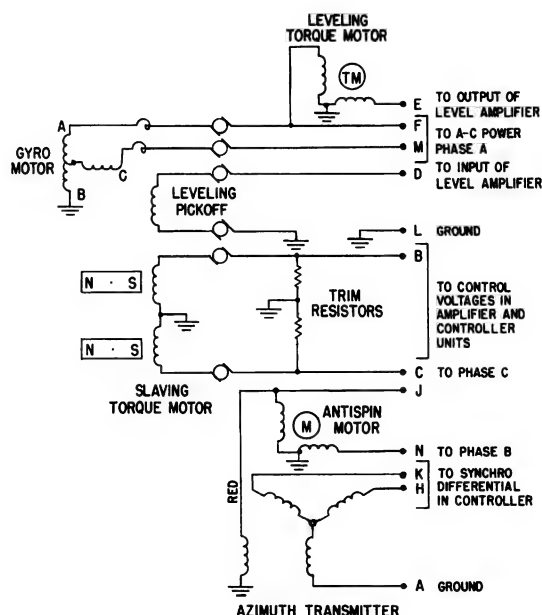 LEVELING
TORQUE MOTOR
TM
E TO OUTPUT OF
LEVEL AMPLIFIER
A
F TO A-C POWER
M PHASE A
GYRO
MOTOR
C
B
D TO INPUT OF
LEVEL AMPLIFIER
LEVELING
PICKOFF
L GROUND
B
N · S
TRIM
RESISTORS
TO CONTROL
VOLTAGES IN
AMPLIFIER AND
CONTROLLER
UNITS
N · S
SLAVING
TORQUE MOTOR
C TO PHASE C
J
M
ANTISPIN
MOTOR
N TO PHASE B
RED
K TO SYNCHRO
H DIFFERENTIAL
IN CONTROLLER
A GROUND
AZIMUTH TRANSMITTER